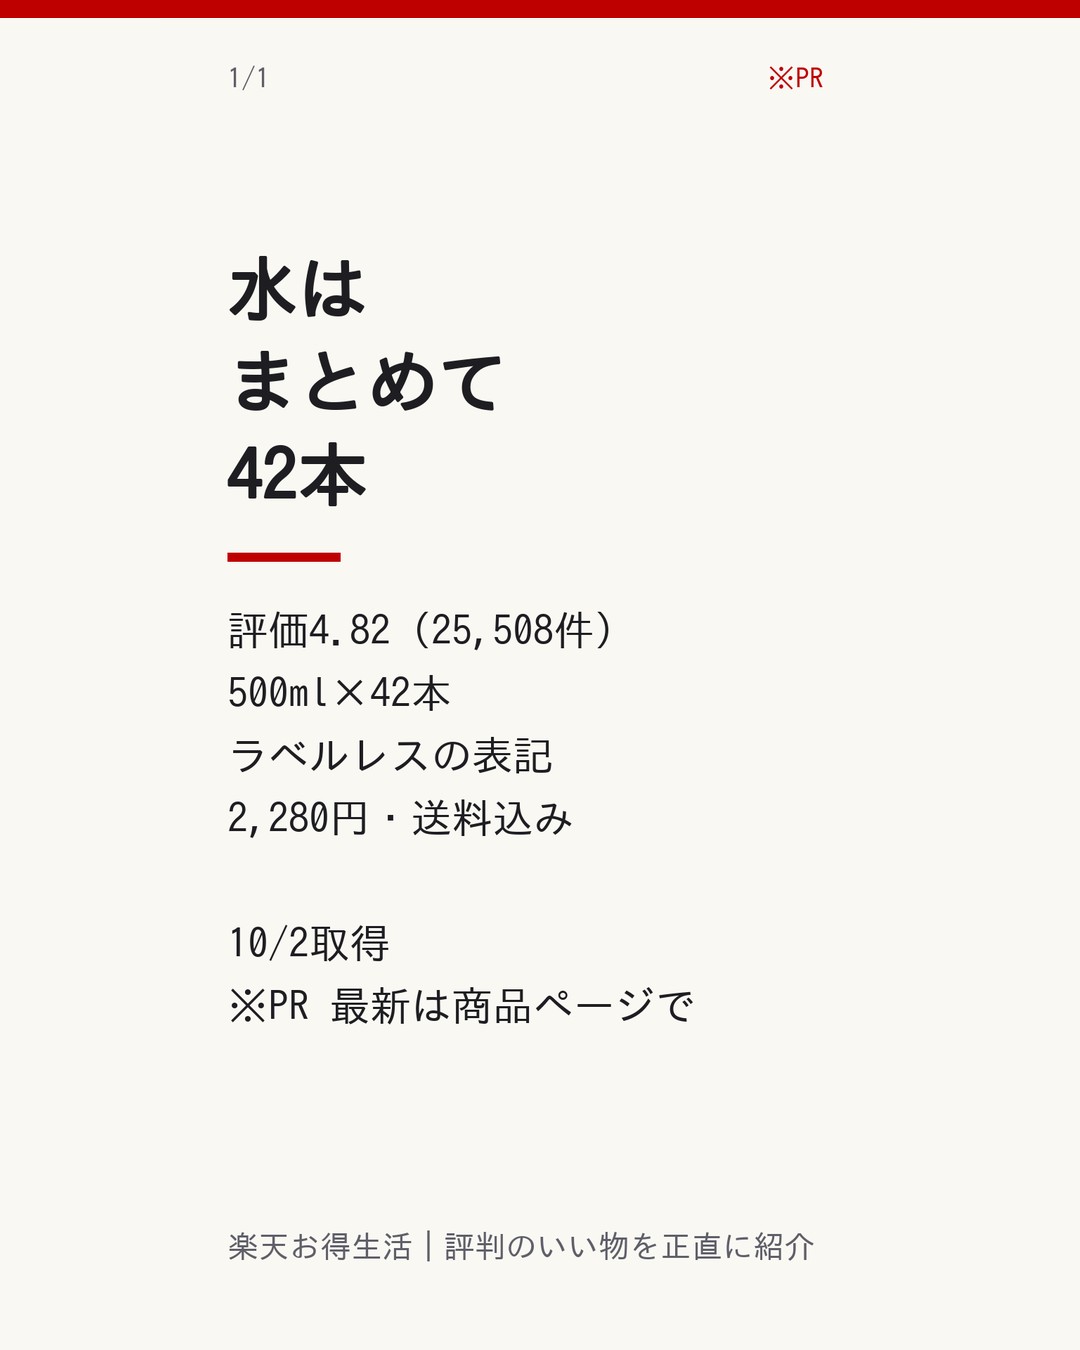 1/1
※PR
水は
まとめて
42本
評価4.82（25,508件）
500ml×42本
ラベルレスの表記
2,280円・送料込み
10/2取得
※PR 最新は商品ページで
楽天お得生活｜評判のいい物を正直に紹介